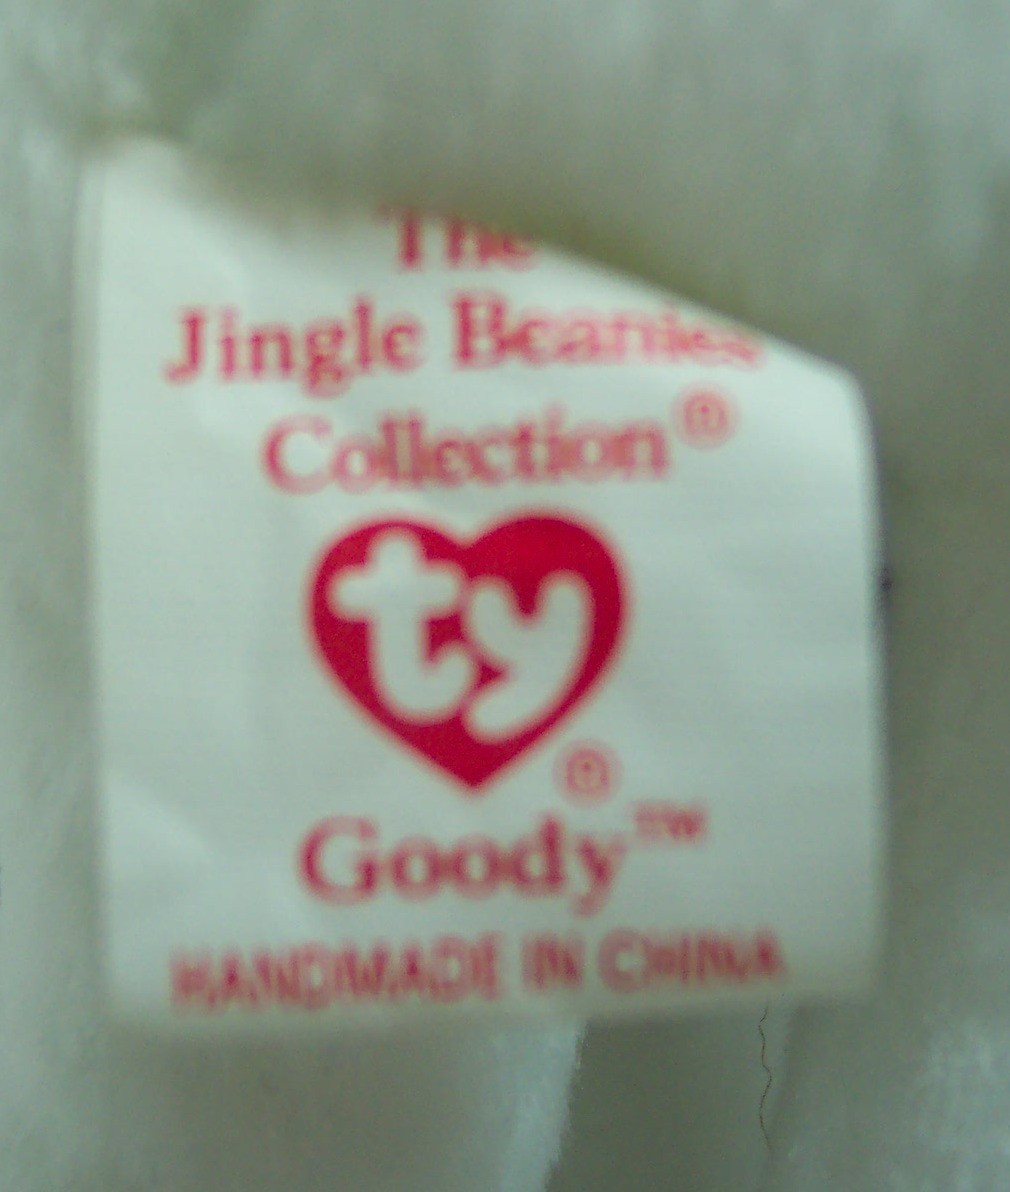 The
Jingle Beanies
Collection®
ty®
Goody™
HANDMADE IN CHINA